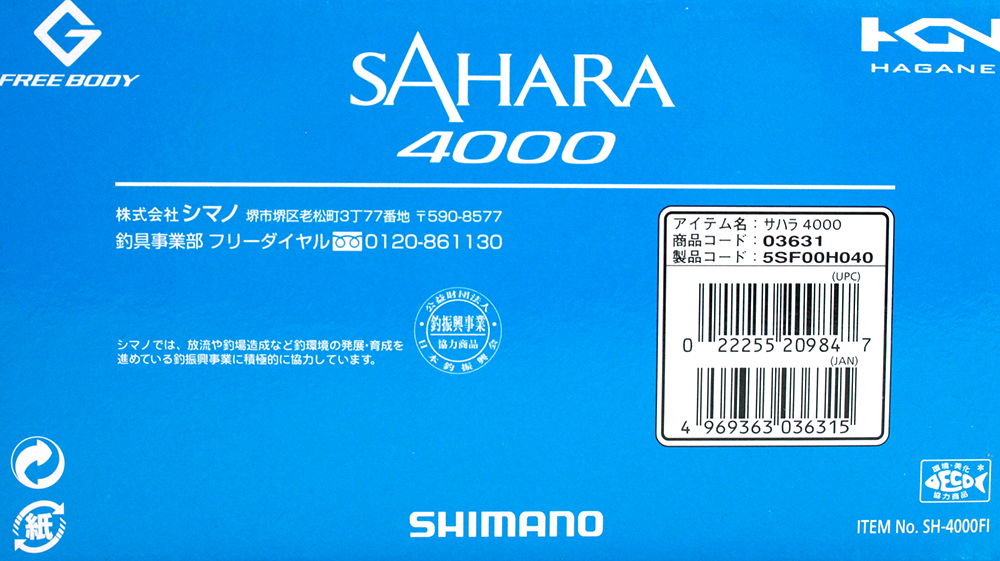 G FREE BODY
HAGANE
SAHARA
4000
株式会社シマノ 堺市堺区老松町3丁77番地 〒590-8577
釣具事業部 フリーダイヤル 0120-861130
シマノでは、放流や釣場造成など釣環境の発展・育成を
進めている釣振興事業に積極的に協力しています。
公益財団法人
釣振興事業
協力商品
日本釣振興会
アイテム名：サハラ 4000
商品コード：03631
製品コード：5SF00H040
(UPC)
0 22255 20984 7
(JAN)
4 969363 036315
紙
SHIMANO
環境・美化
ECO
協力商品
ITEM No. SH-4000FI